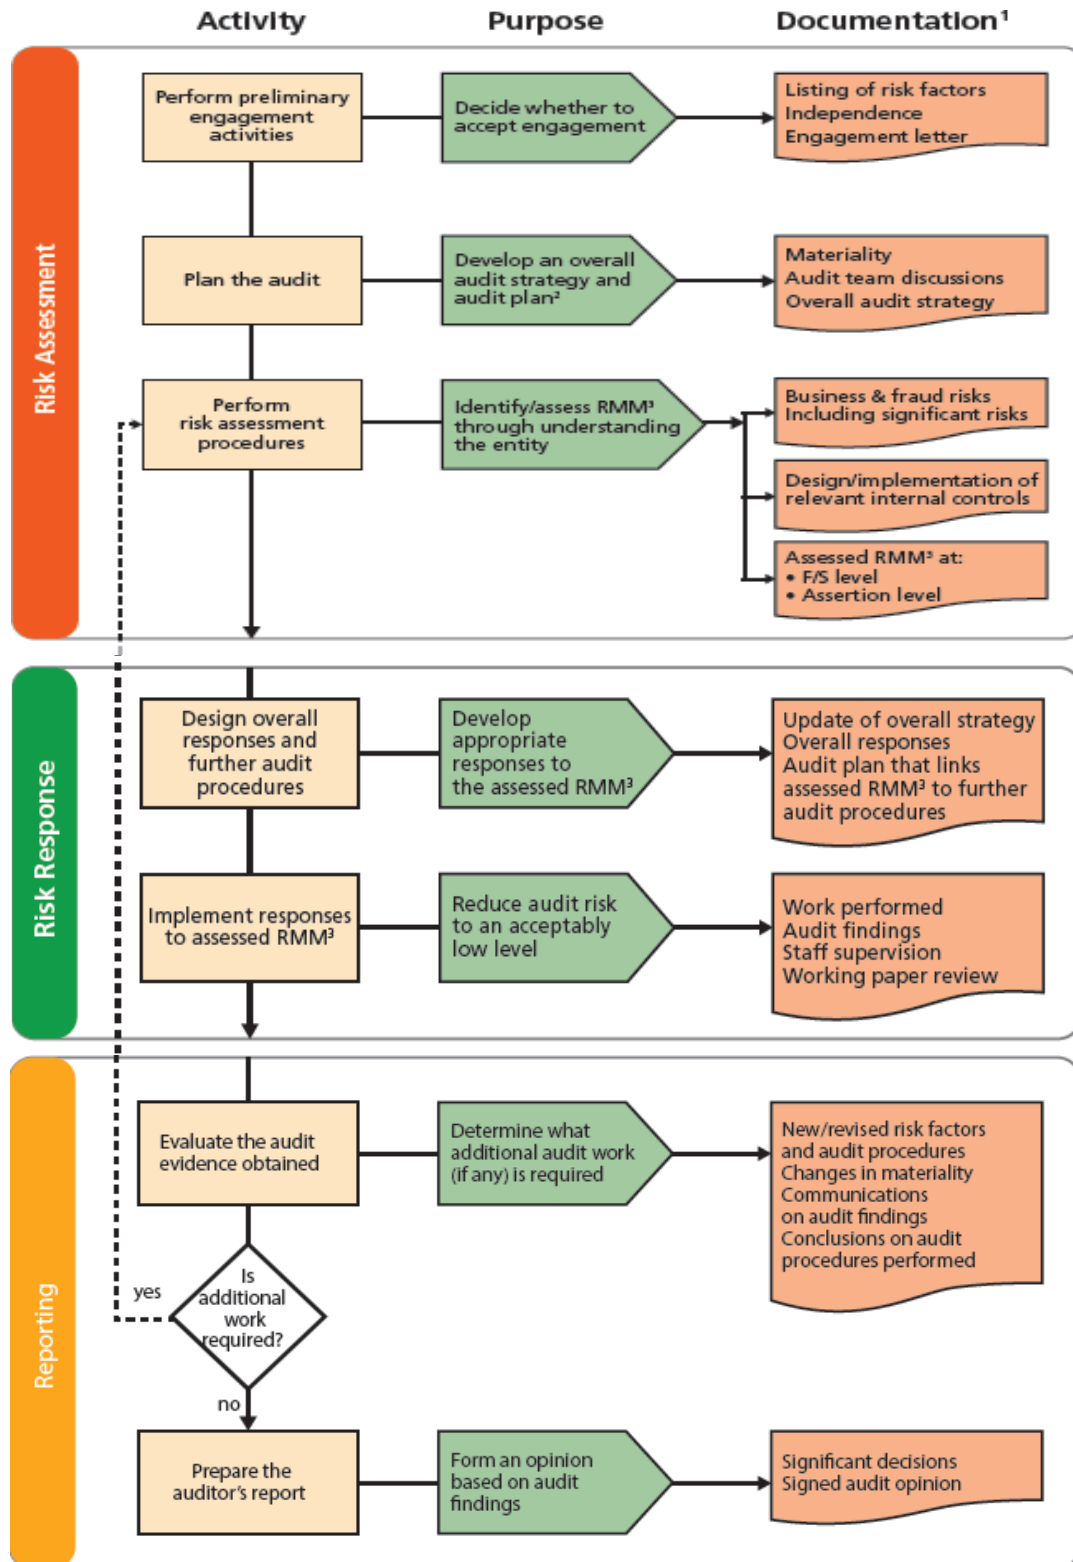 Activity
Purpose
Documentation¹
Risk Assessment
Perform preliminary
engagement
activities
Decide whether to
accept engagement
Listing of risk factors
Independence
Engagement letter
Plan the audit
Develop an overall
audit strategy and
audit plan²
Materiality
Audit team discussions
Overall audit strategy
Perform
risk assessment
procedures
Identify/assess RMM³
through understanding
the entity
Business & fraud risks
Including significant risks
Design/implementation of
relevant internal controls
Assessed RMM³ at:
• F/S level
• Assertion level
Risk Response
Design overall
responses and
further audit
procedures
Develop
appropriate
responses to
the assessed RMM³
Update of overall strategy
Overall responses
Audit plan that links
assessed RMM³ to further
audit procedures
Implement responses
to assessed RMM³
Reduce audit risk
to an acceptably
low level
Work performed
Audit findings
Staff supervision
Working paper review
Reporting
Evaluate the audit
evidence obtained
Determine what
additional audit work
(if any) is required
New/revised risk factors
and audit procedures
Changes in materiality
Communications
on audit findings
Conclusions on audit
procedures performed
yes
Is
additional
work
required?
no
Prepare the
auditor's report
Form an opinion
based on audit
findings
Significant decisions
Signed audit opinion